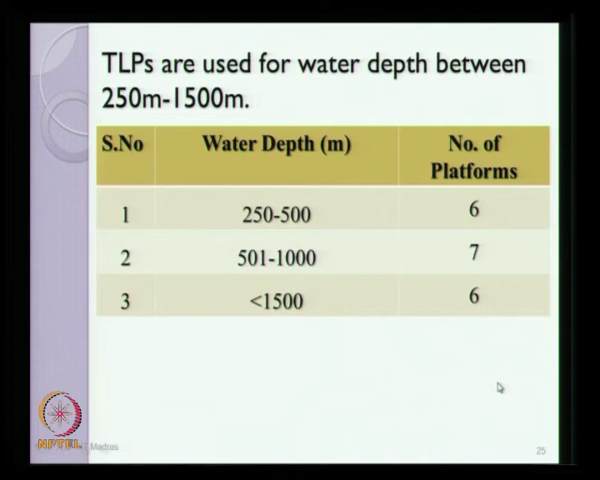 TLPs are used for water depth between
250m-1500m.
S.No Water Depth (m) No. of
Platforms
1 250-500 6
2 501-1000 7
3 <1500 6
NPTEL
Madras
25